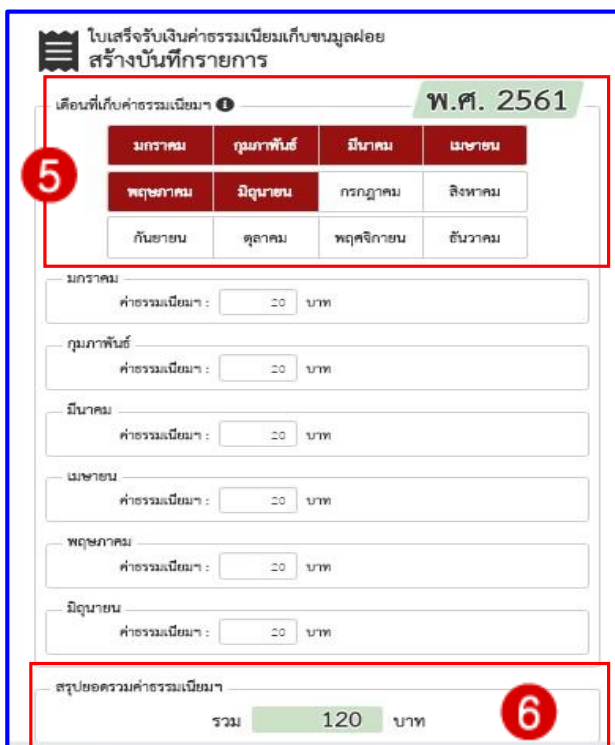 ใบเสร็จรับเงินค่าธรรมเนียมเก็บขนมูลฝอย
สร้างบันทึกรายการ
เดือนที่เก็บค่าธรรมเนียมฯ
พ.ศ. 2561
5
มกราคม กุมภาพันธ์ มีนาคม เมษายน
พฤษภาคม มิถุนายน กรกฎาคม สิงหาคม
กันยายน ตุลาคม พฤศจิกายน ธันวาคม
มกราคม
ค่าธรรมเนียมฯ : 20 บาท
กุมภาพันธ์
ค่าธรรมเนียมฯ : 20 บาท
มีนาคม
ค่าธรรมเนียมฯ : 20 บาท
เมษายน
ค่าธรรมเนียมฯ : 20 บาท
พฤษภาคม
ค่าธรรมเนียมฯ : 20 บาท
มิถุนายน
ค่าธรรมเนียมฯ : 20 บาท
สรุปยอดรวมค่าธรรมเนียมฯ
รวม 120 บาท
6